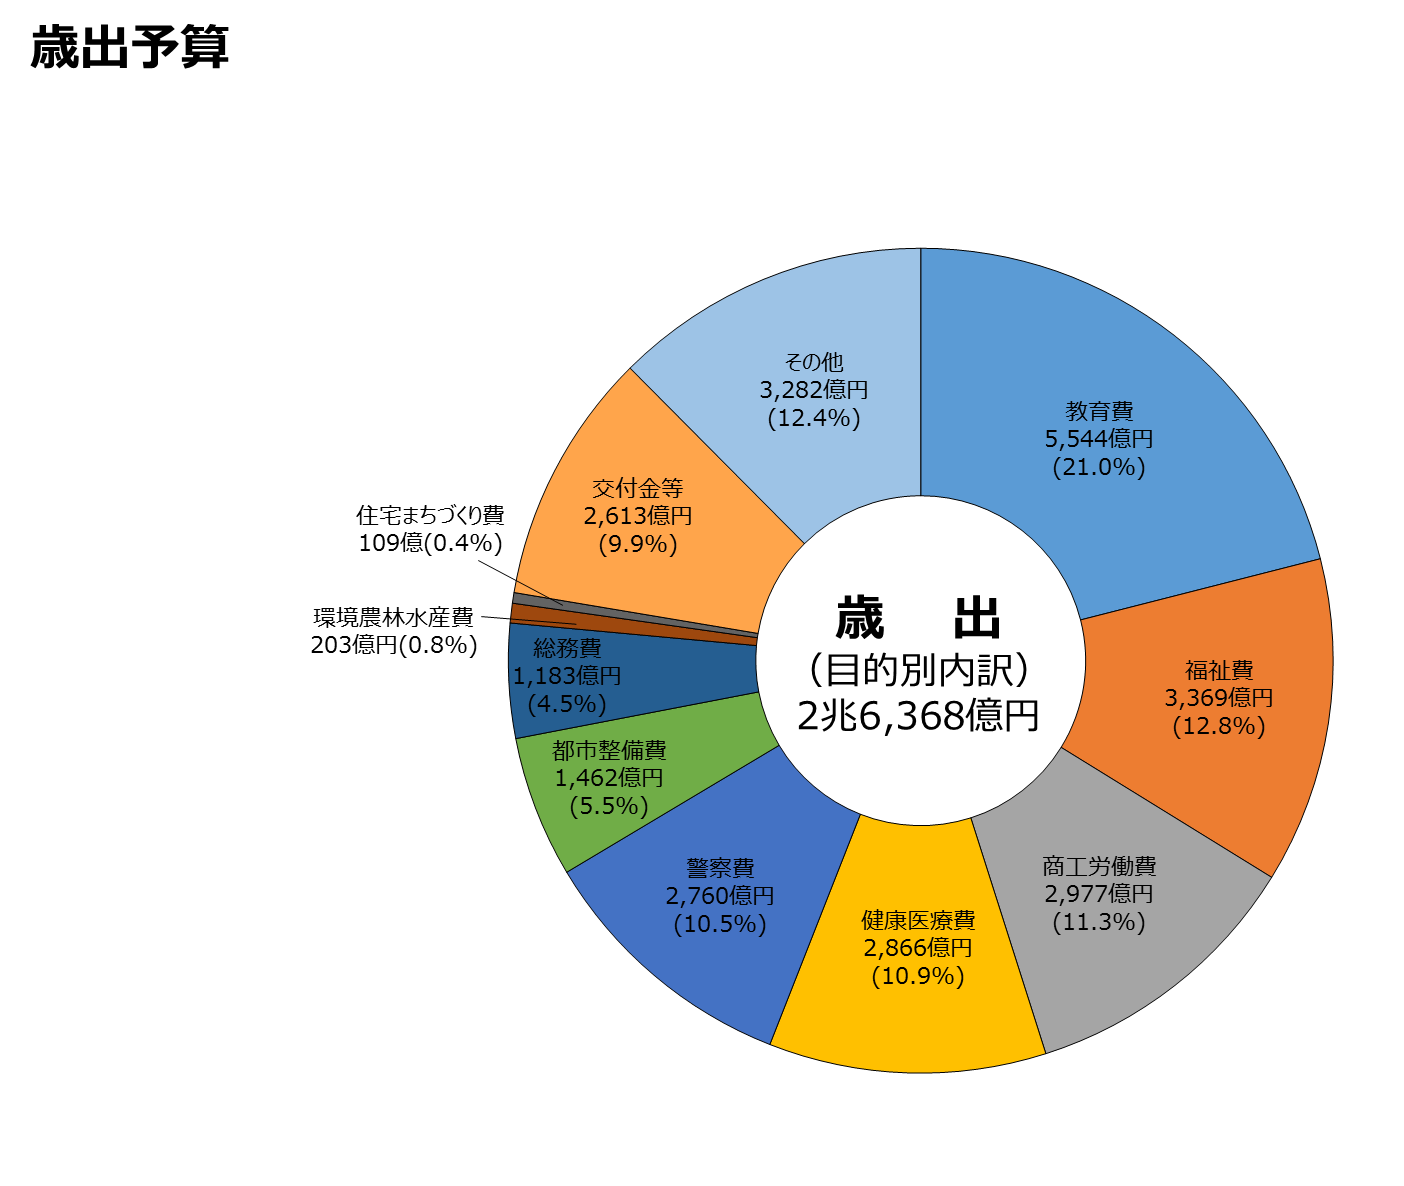 歳出予算
その他
3,282億円
(12.4%)
教育費
5,544億円
(21.0%)
交付金等
2,613億円
(9.9%)
住宅まちづくり費
109億(0.4%)
環境農林水産費
203億円(0.8%)
総務費
1,183億円
(4.5%)
歳　出
（目的別内訳）
2兆6,368億円
福祉費
3,369億円
(12.8%)
都市整備費
1,462億円
(5.5%)
警察費
2,760億円
(10.5%)
健康医療費
2,866億円
(10.9%)
商工労働費
2,977億円
(11.3%)